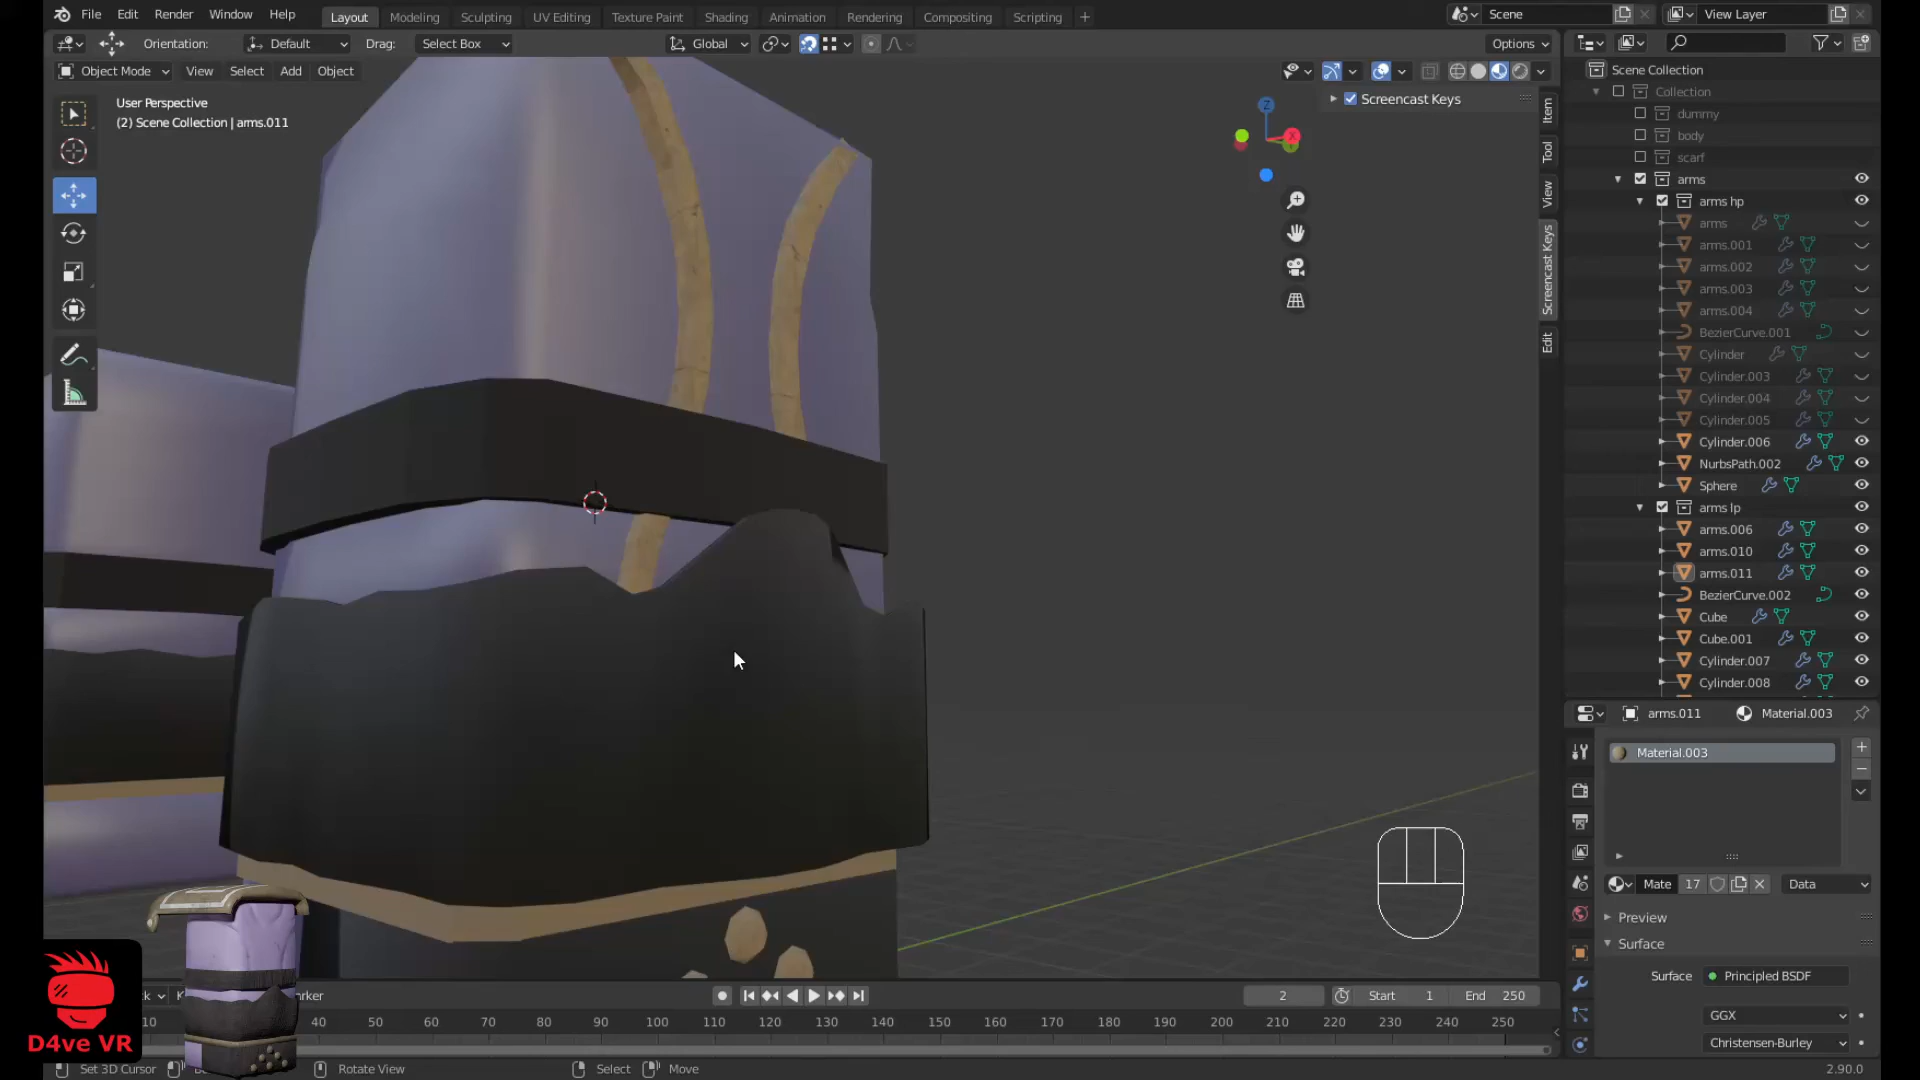 File Edit Render Window Help
Layout Modeling Sculpting UV Editing Texture Paint Shading Animation Rendering Compositing Scripting +
Scene
View Layer
Orientation: Default Drag: Select Box
Global
Options
Object Mode View Select Add Object
User Perspective
(2) Scene Collection | arms.011
Screencast Keys
Z
X
Item
Tool
View
Screencast Keys
Edit
Scene Collection
Collection
dummy
body
scarf
arms
arms hp
arms
arms.001
arms.002
arms.003
arms.004
BezierCurve.001
Cylinder
Cylinder.003
Cylinder.004
Cylinder.005
Cylinder.006
NurbsPath.002
Sphere
arms lp
arms.006
arms.010
arms.011
BezierCurve.002
Cube
Cube.001
Cylinder.007
Cylinder.008
arms.011 Material.003
Material.003
Mate 17 Data
Preview
Surface
Surface Principled BSDF
GGX
Christensen-Burley
2 Start 1 End 250
10 40 50 60 70 80 90 100 110 120 130 140 150 160 170 180 190 200 210 220 230 240 250
D4ve VR
Set 3D Cursor Rotate View Select Move
2.90.0